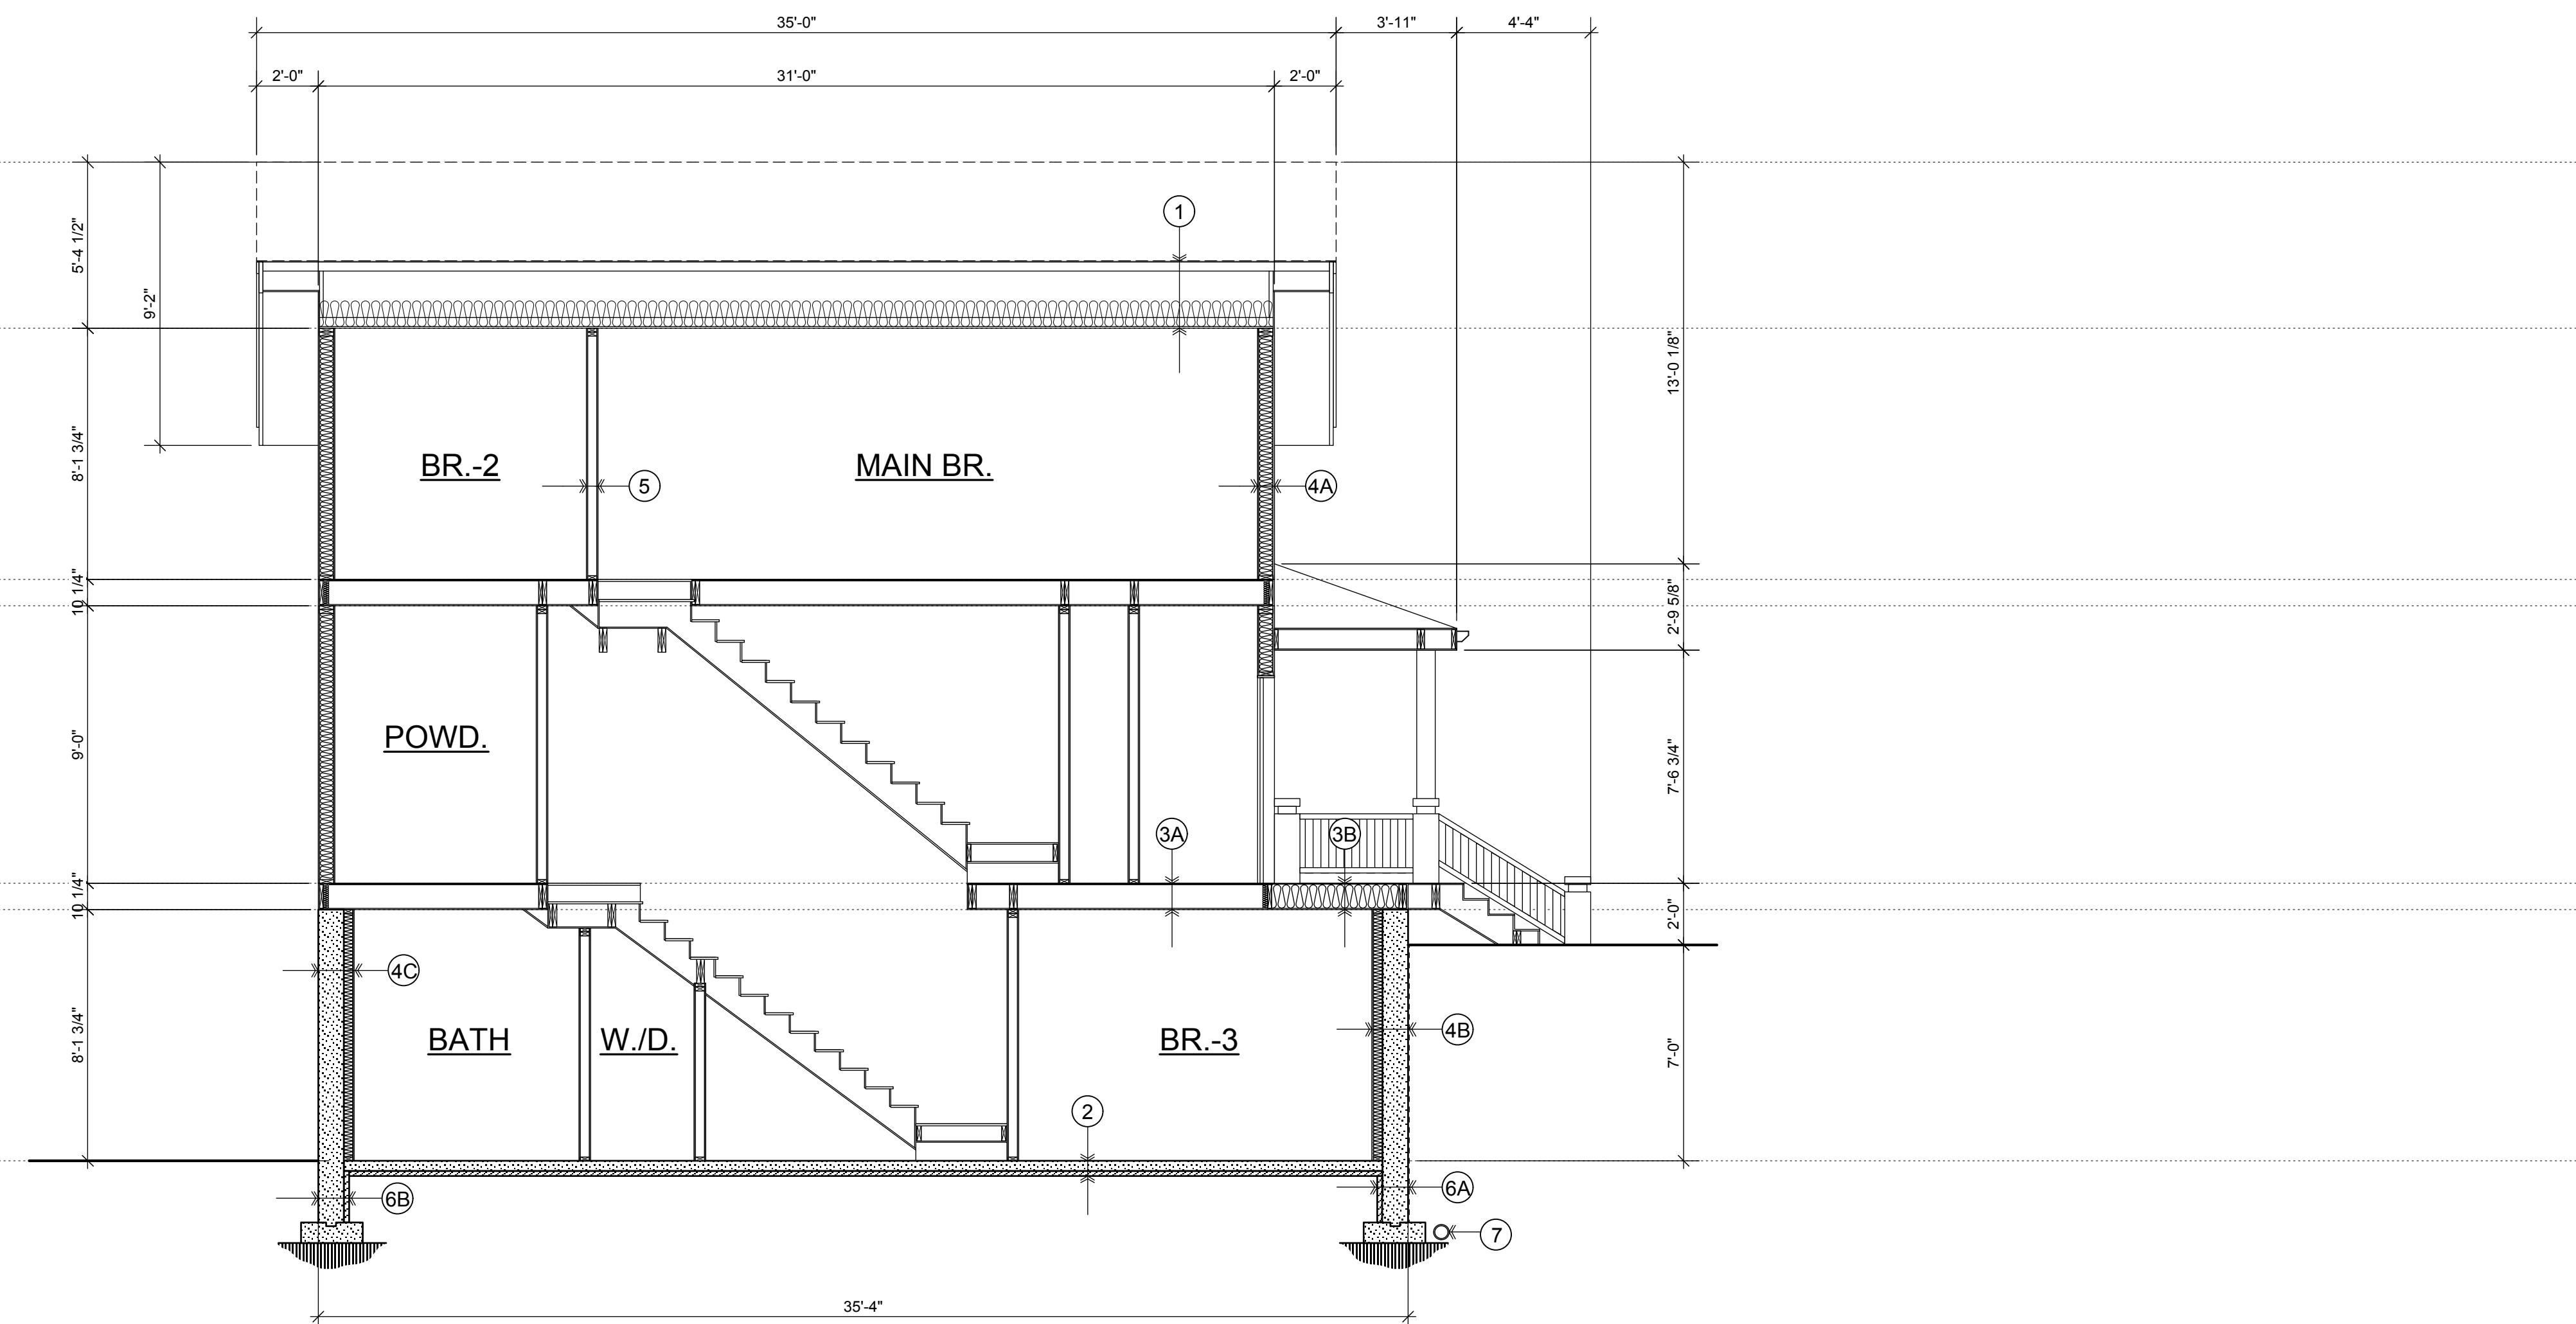 35'-0"
3'-11"
4'-4"
2'-0"
31'-0"
2'-0"
5'-4 1/2"
9'-2"
1
13'-0 1/8"
8'-1 3/4"
BR.-2
MAIN BR.
5
4A
10 1/4"
2'-9 5/8"
POWD.
9'-0"
7'-6 3/4"
3A
3B
10 1/4"
2'-0"
4C
4B
8'-1 3/4"
BATH
W./D.
BR.-3
7'-0"
2
6B
6A
7
35'-4"